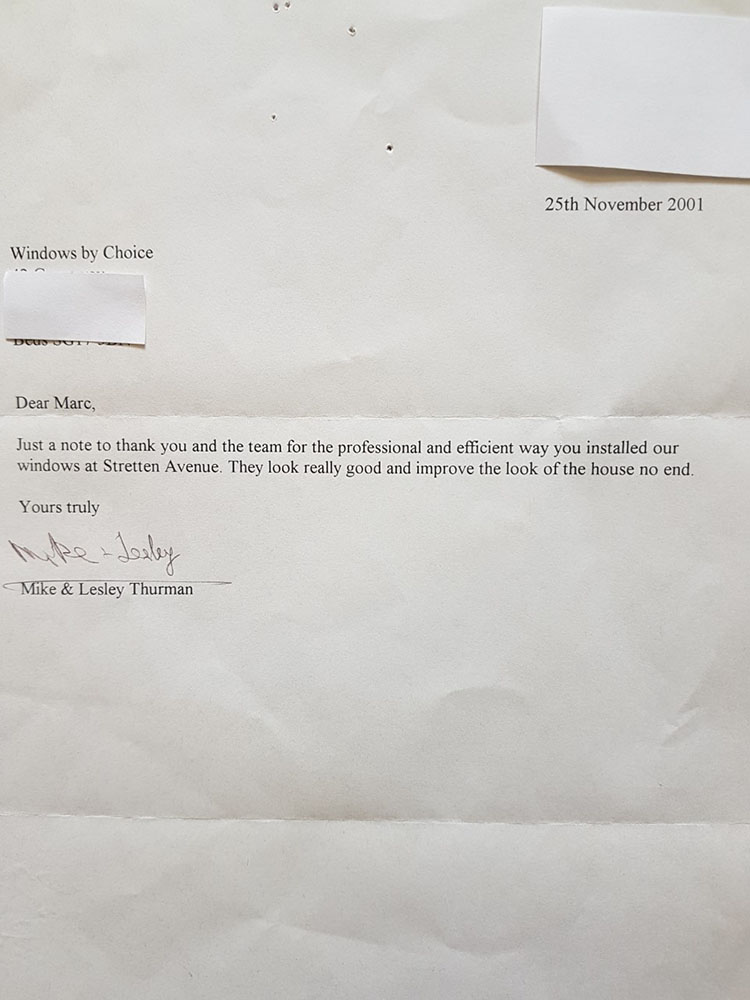 25th November 2001
Windows by Choice
Dear Marc,
Just a note to thank you and the team for the professional and efficient way you installed our
windows at Stretten Avenue. They look really good and improve the look of the house no end.
Yours truly
Mike & Lesley
Mike & Lesley Thurman